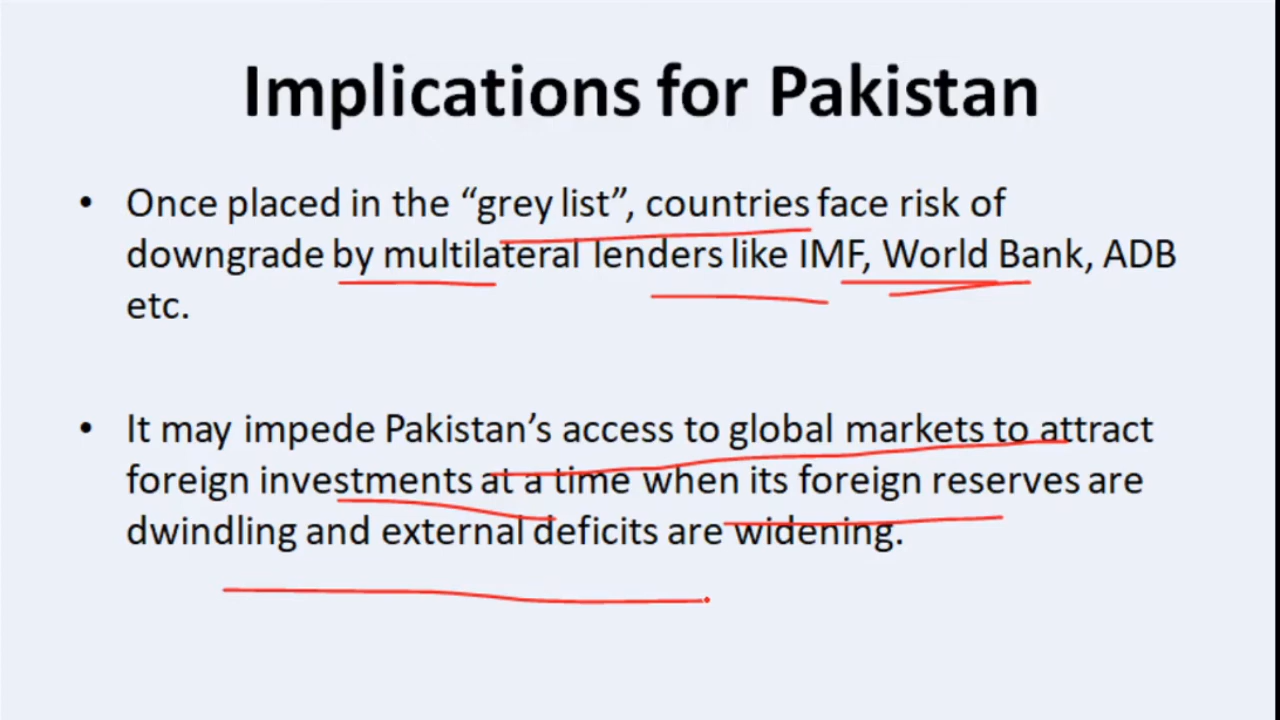 Implications for Pakistan
• Once placed in the “grey list”, countries face risk of
downgrade by multilateral lenders like IMF, World Bank, ADB
etc.
• It may impede Pakistan’s access to global markets to attract
foreign investments at a time when its foreign reserves are
dwindling and external deficits are widening.